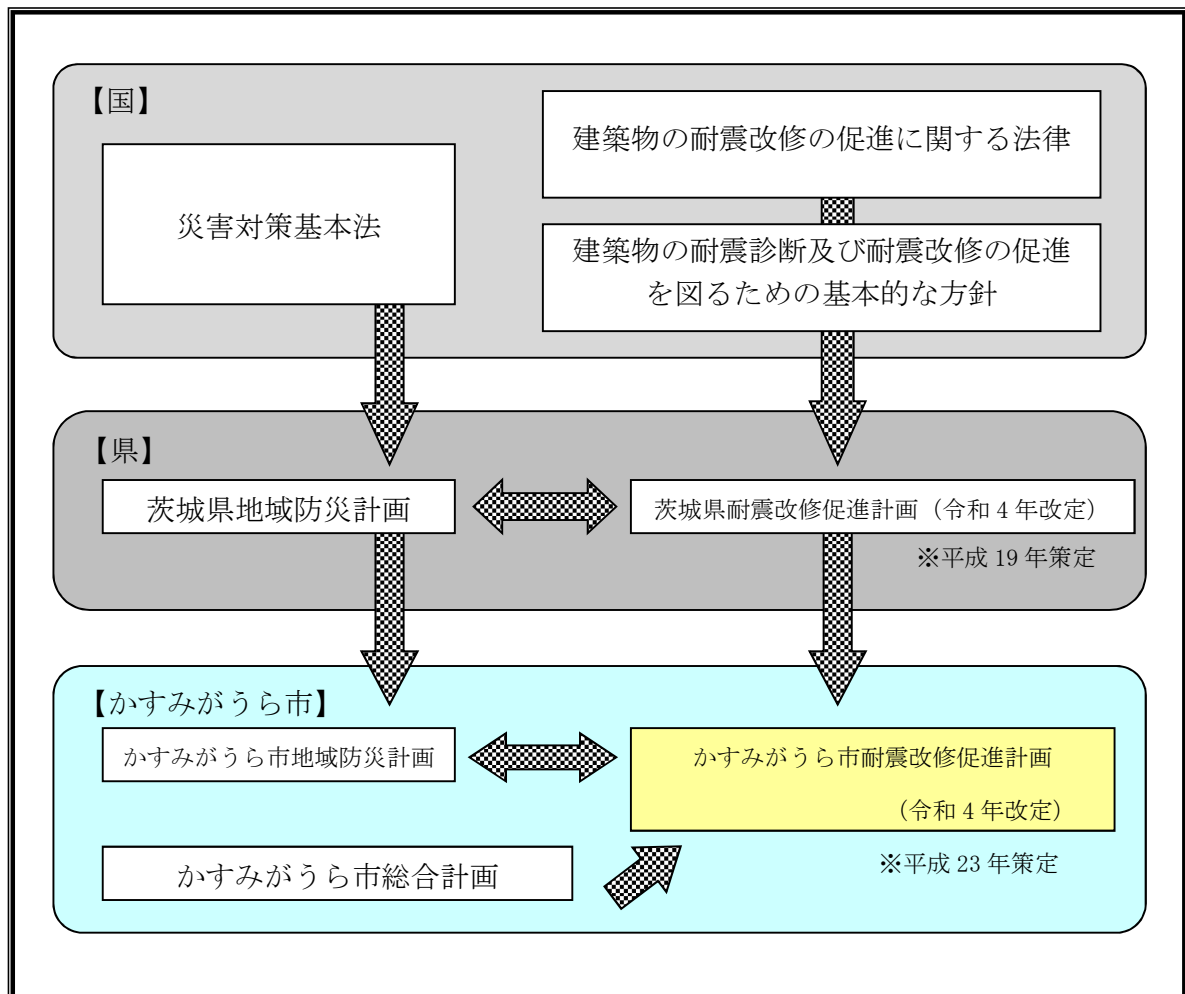 【国】
災害対策基本法
建築物の耐震改修の促進に関する法律
建築物の耐震診断及び耐震改修の促進
を図るための基本的な方針
【県】
茨城県地域防災計画
茨城県耐震改修促進計画（令和4年改定）
※平成19年策定
【かすみがうら市】
かすみがうら市地域防災計画
かすみがうら市耐震改修促進計画
（令和4年改定）
かすみがうら市総合計画
※平成23年策定